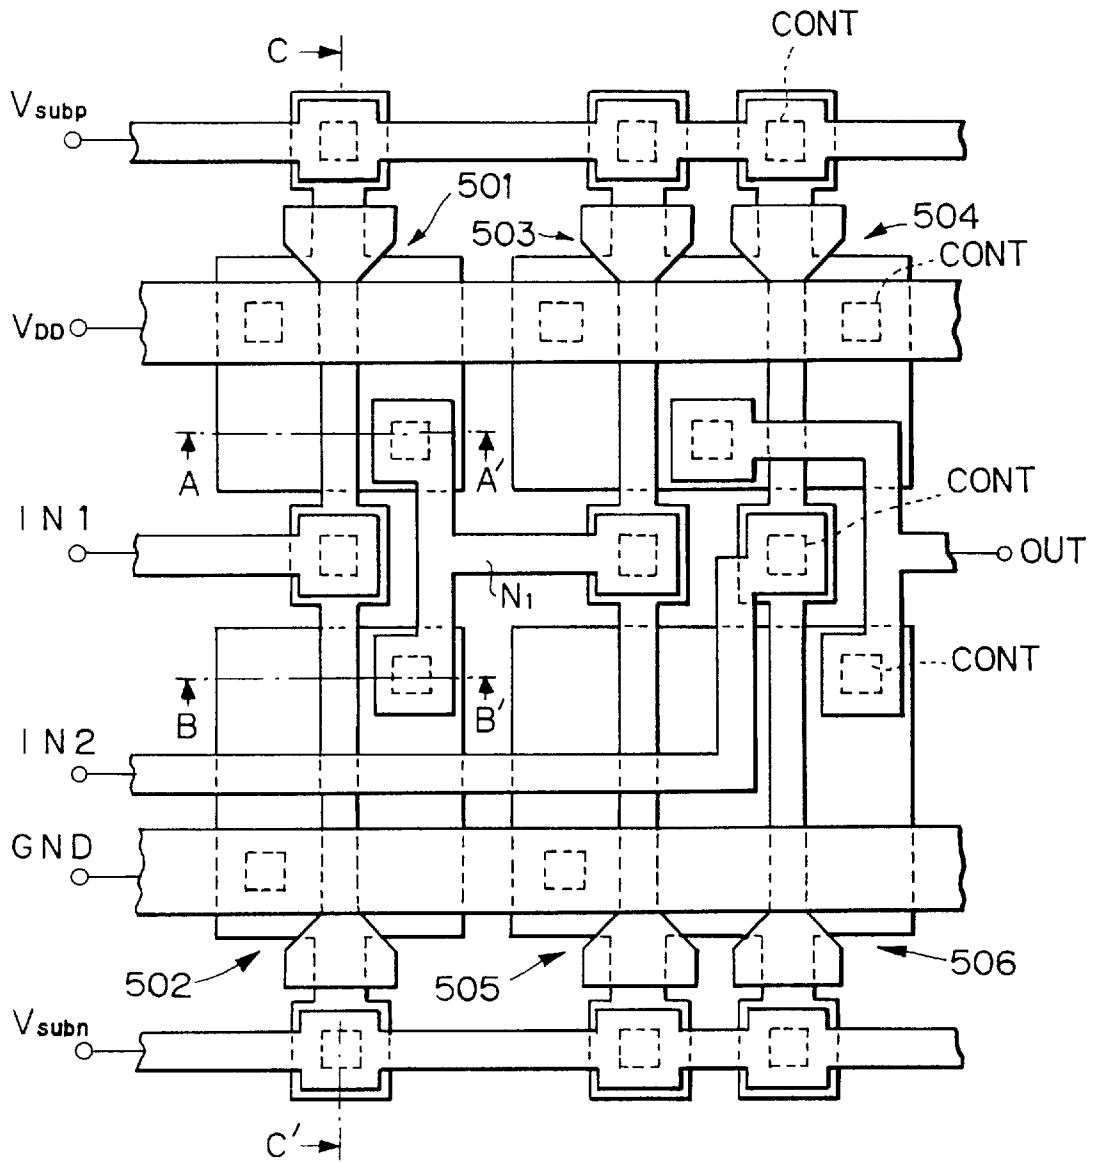 CONT
C
Vsubp
501
503
504
CONT
VDD
A
A′
CONT
IN1
OUT
N1
CONT
B
B′
IN2
GND
502
505
506
Vsubn
C′